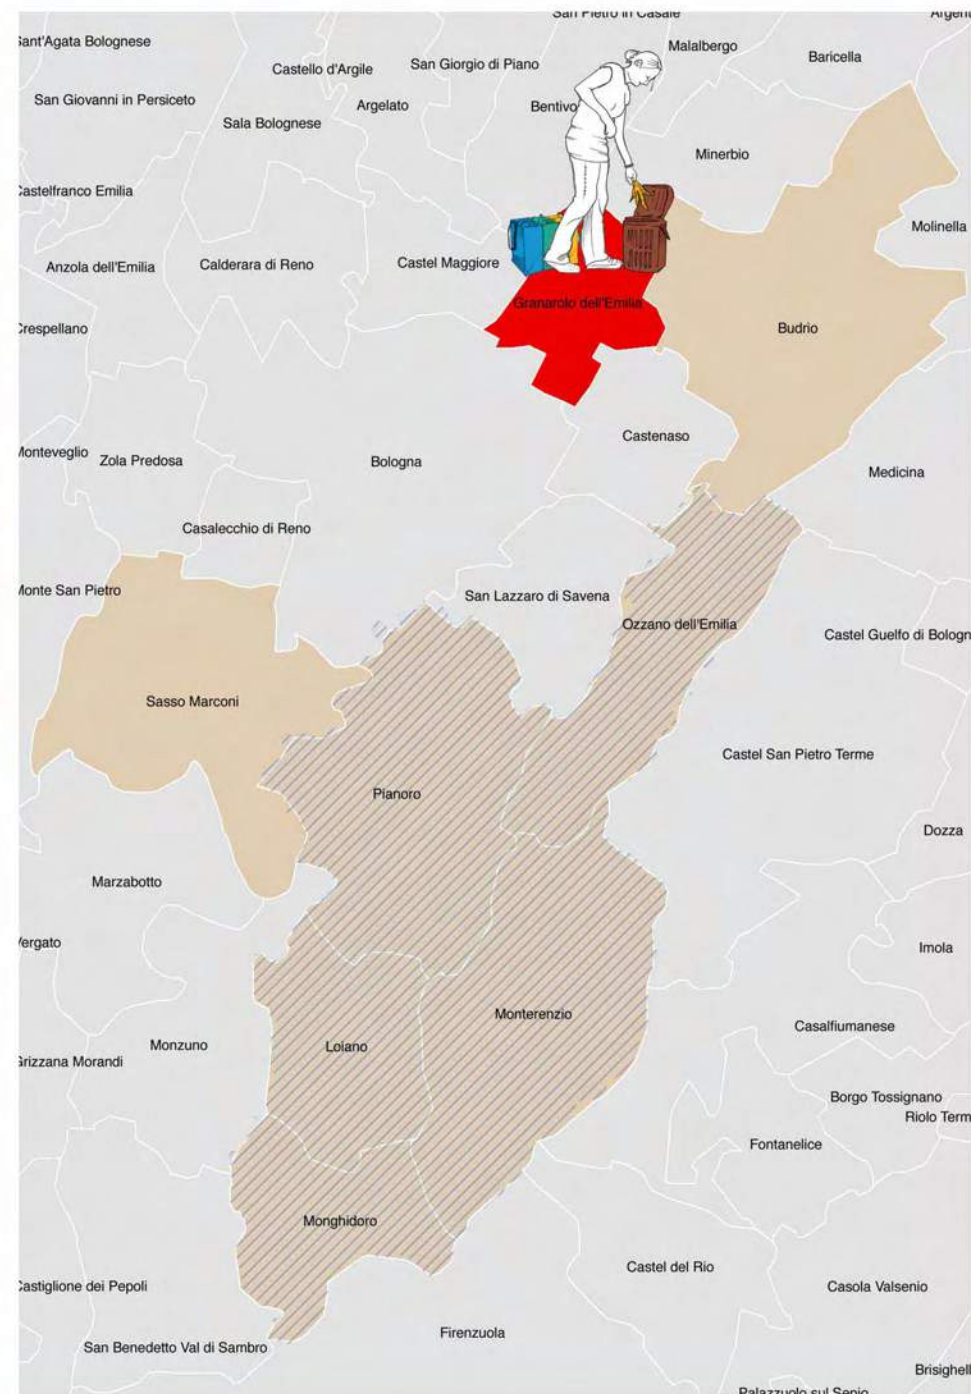 San Pietro in Casale
Argent
Sant'Agata Bolognese
Malalbergo
Baricella
Castello d'Argile
San Giorgio di Piano
San Giovanni in Persiceto
Argelato
Bentivo
Sala Bolognese
Minerbio
Castelfranco Emilia
Molinella
Anzola dell'Emilia
Calderara di Reno
Castel Maggiore
Granarolo dell'Emilia
Crespellano
Budrio
Castenaso
Monteveglio
Zola Predosa
Bologna
Medicina
Casalecchio di Reno
Monte San Pietro
San Lazzaro di Savena
Ozzano dell'Emilia
Castel Guelfo di Bologn
Sasso Marconi
Castel San Pietro Terme
Pianoro
Dozza
Marzabotto
Vergato
Imola
Monterenzio
Casalfiumanese
Monzuno
Loiano
Grizzana Morandi
Borgo Tossignano
Riolo Term
Fontanelice
Monghidoro
Castel del Rio
Castiglione dei Pepoli
Casola Valsenio
Firenzuola
San Benedetto Val di Sambro
Brisighell
Palazzuolo sul Senio